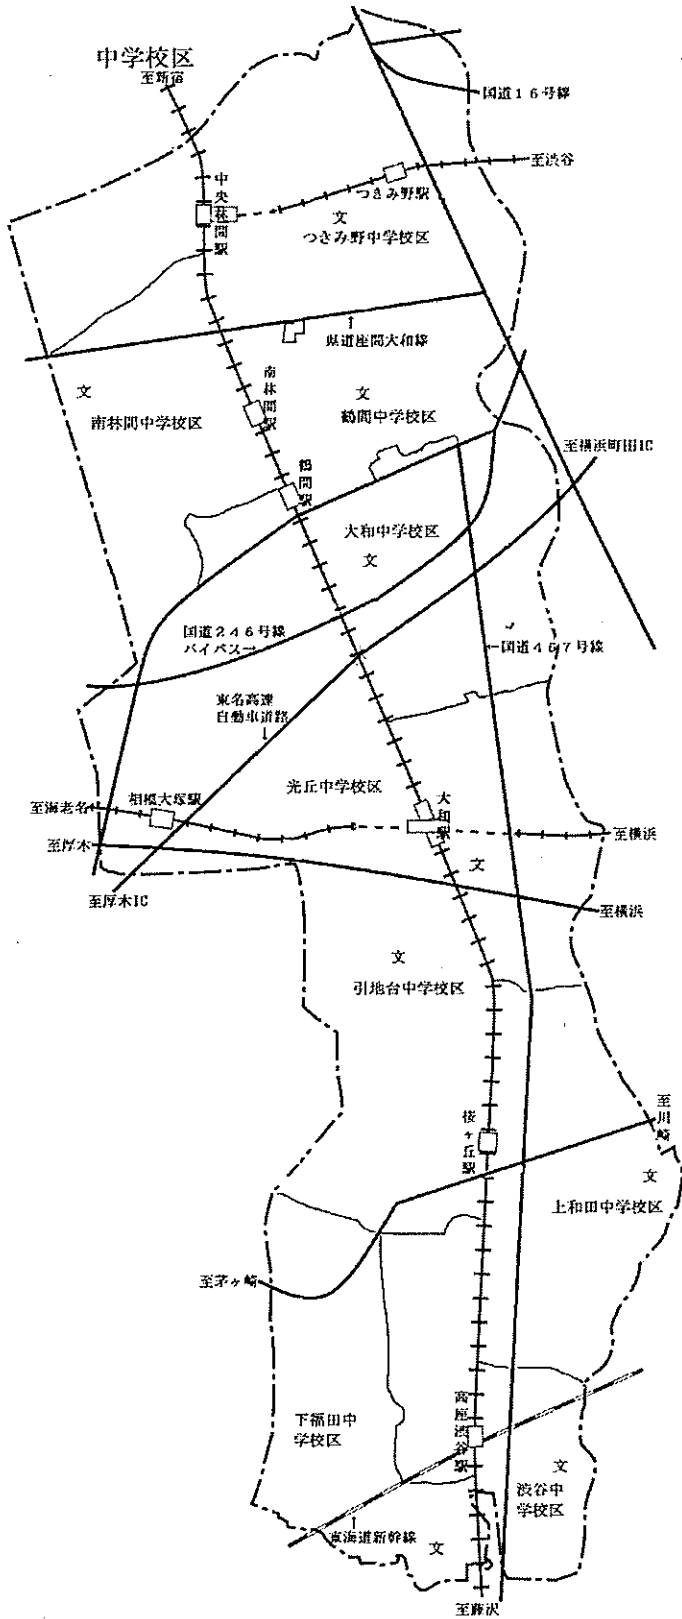 中学校区
至新宿
国道16号線
至渋谷
つきみ野駅
中央林間駅
文
つきみ野中学校区
県道座間大和線
南林間駅
文
南林間中学校区
文
鶴間中学校区
至横浜町田IC
鶴間駅
大和中学校区
文
国道246号線
バイパス→
←国道467号線
東名高速
自動車道路
光丘中学校区
大和駅
相模大塚駅
至海老名
至横浜
至厚木
文
至厚木IC
至横浜
文
引地台中学校区
至川崎
桜ヶ丘駅
文
上和田中学校区
至茅ヶ崎
高座渋谷駅
下福田中
学校区
文
渋谷中
学校区
東海道新幹線
文
至藤沢